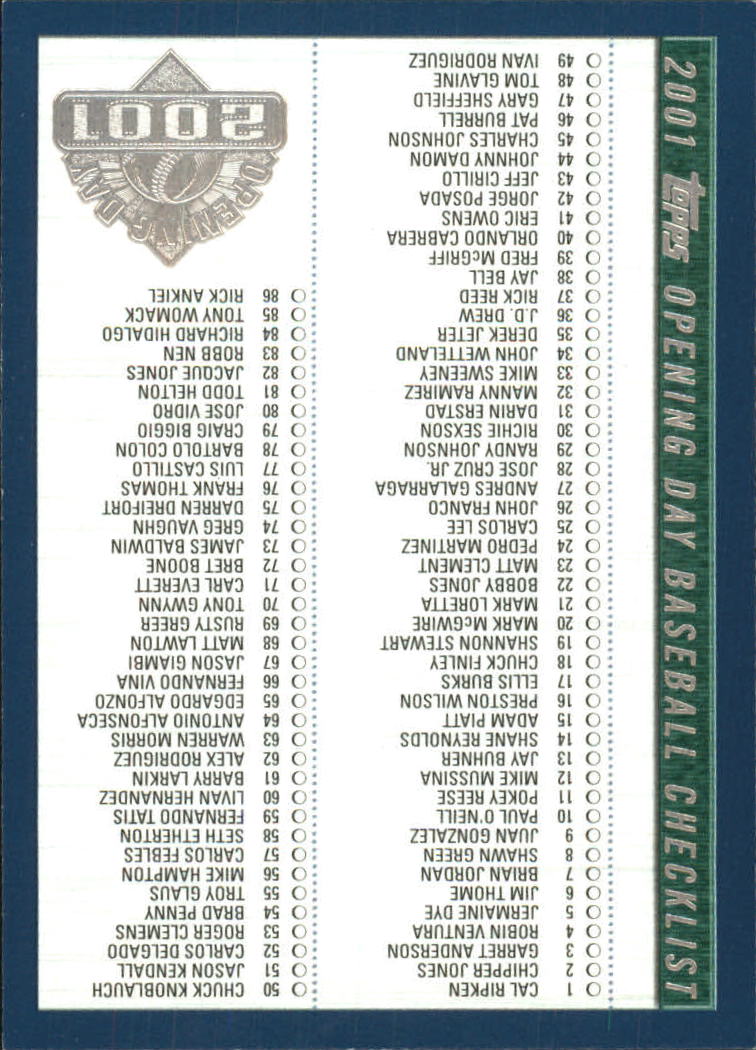 2001 topps OPENING DAY BASEBALL CHECKLIST
1 CAL RIPKEN
2 CHIPPER JONES
3 GARRET ANDERSON
4 ROBIN VENTURA
5 JERMAINE DYE
6 JIM THOME
7 BRIAN JORDAN
8 SHAWN GREEN
9 JUAN GONZALEZ
10 PAUL O'NEILL
11 POKEY REESE
12 MIKE MUSSINA
13 JAY BUHNER
14 SHANE REYNOLDS
15 ADAM PIATT
16 PRESTON WILSON
17 ELLIS BURKS
18 CHUCK FINLEY
19 SHANNON STEWART
20 MARK McGWIRE
21 MARK LORETTA
22 BOBBY JONES
23 MATT CLEMENT
24 PEDRO MARTINEZ
25 CARLOS LEE
26 JOHN FRANCO
27 ANDRES GALARRAGA
28 JOSE CRUZ JR.
29 RANDY JOHNSON
30 RICHIE SEXSON
31 DARIN ERSTAD
32 MANNY RAMIREZ
33 MIKE SWEENEY
34 JOHN WETTELAND
35 DEREK JETER
36 J.D. DREW
37 RICK REED
38 JAY BELL
39 FRED McGRIFF
40 ORLANDO CABRERA
41 ERIC OWENS
42 JORGE POSADA
43 JEFF CIRILLO
44 JOHNNY DAMON
45 CHARLES JOHNSON
46 PAT BURRELL
47 GARY SHEFFIELD
48 TOM GLAVINE
49 IVAN RODRIGUEZ
50 CHUCK KNOBLAUCH
51 JASON KENDALL
52 CARLOS DELGADO
53 ROGER CLEMENS
54 BRAD PENNY
55 TROY GLAUS
56 MIKE HAMPTON
57 CARLOS FEBLES
58 SETH ETHERTON
59 FERNANDO TATIS
60 LIVAN HERNANDEZ
61 BARRY LARKIN
62 ALEX RODRIGUEZ
63 WARREN MORRIS
64 ANTONIO ALFONSECA
65 EDGARDO ALFONZO
66 FERNANDO VINA
67 JASON GIAMBI
68 MATT LAWTON
69 RUSTY GREER
70 TONY GWYNN
71 CARL EVERETT
72 BRET BOONE
73 JAMES BALDWIN
74 GREG VAUGHN
75 DARREN DREIFORT
76 FRANK THOMAS
77 LUIS CASTILLO
78 BARTOLO COLON
79 CRAIG BIGGIO
80 JOSE VIDRO
81 TODD HELTON
82 JACQUE JONES
83 ROBB NEN
84 RICHARD HIDALGO
85 TONY WOMACK
86 RICK ANKIEL
OPENING DAY
2001